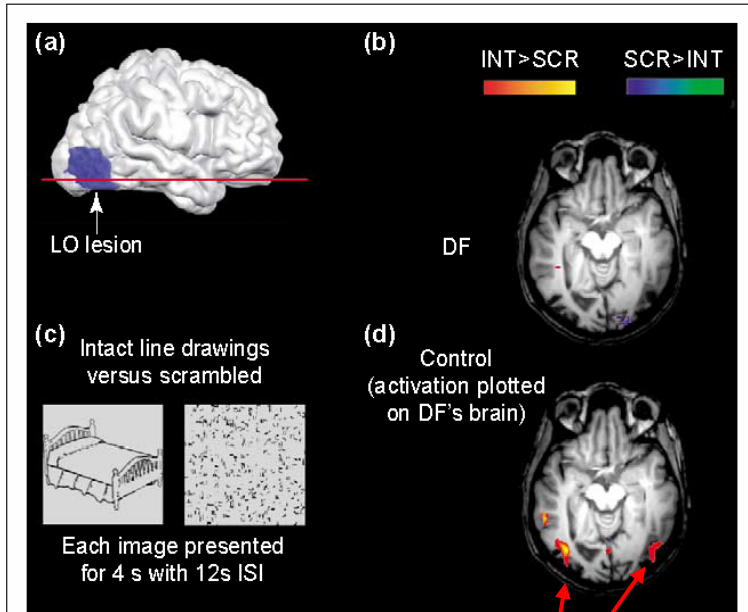 (a)
LO lesion
(b)
INT>SCR
SCR>INT
DF
(c)
Intact line drawings
versus scrambled
Each image presented
for 4 s with 12s ISI
(d)
Control
(activation plotted
on DF's brain)